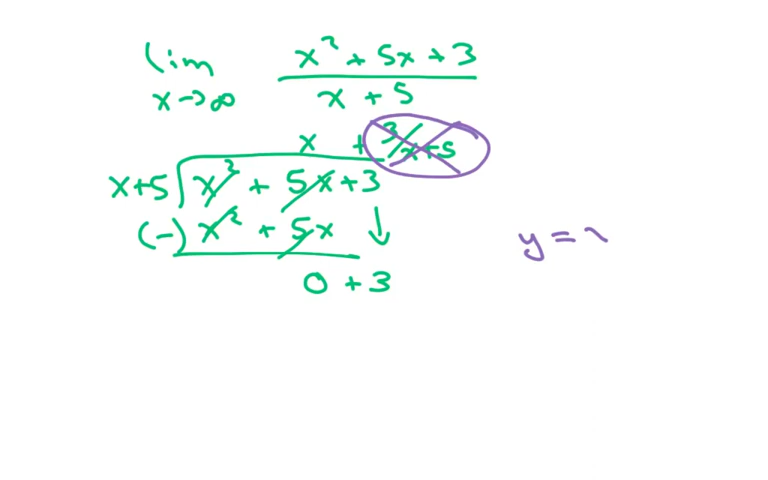 lim x→∞ x² + 5x + 3 / x + 5
x + 3/x+5
x+5 x² + 5x + 3
(-) x² + 5x ↓
y =
0 + 3